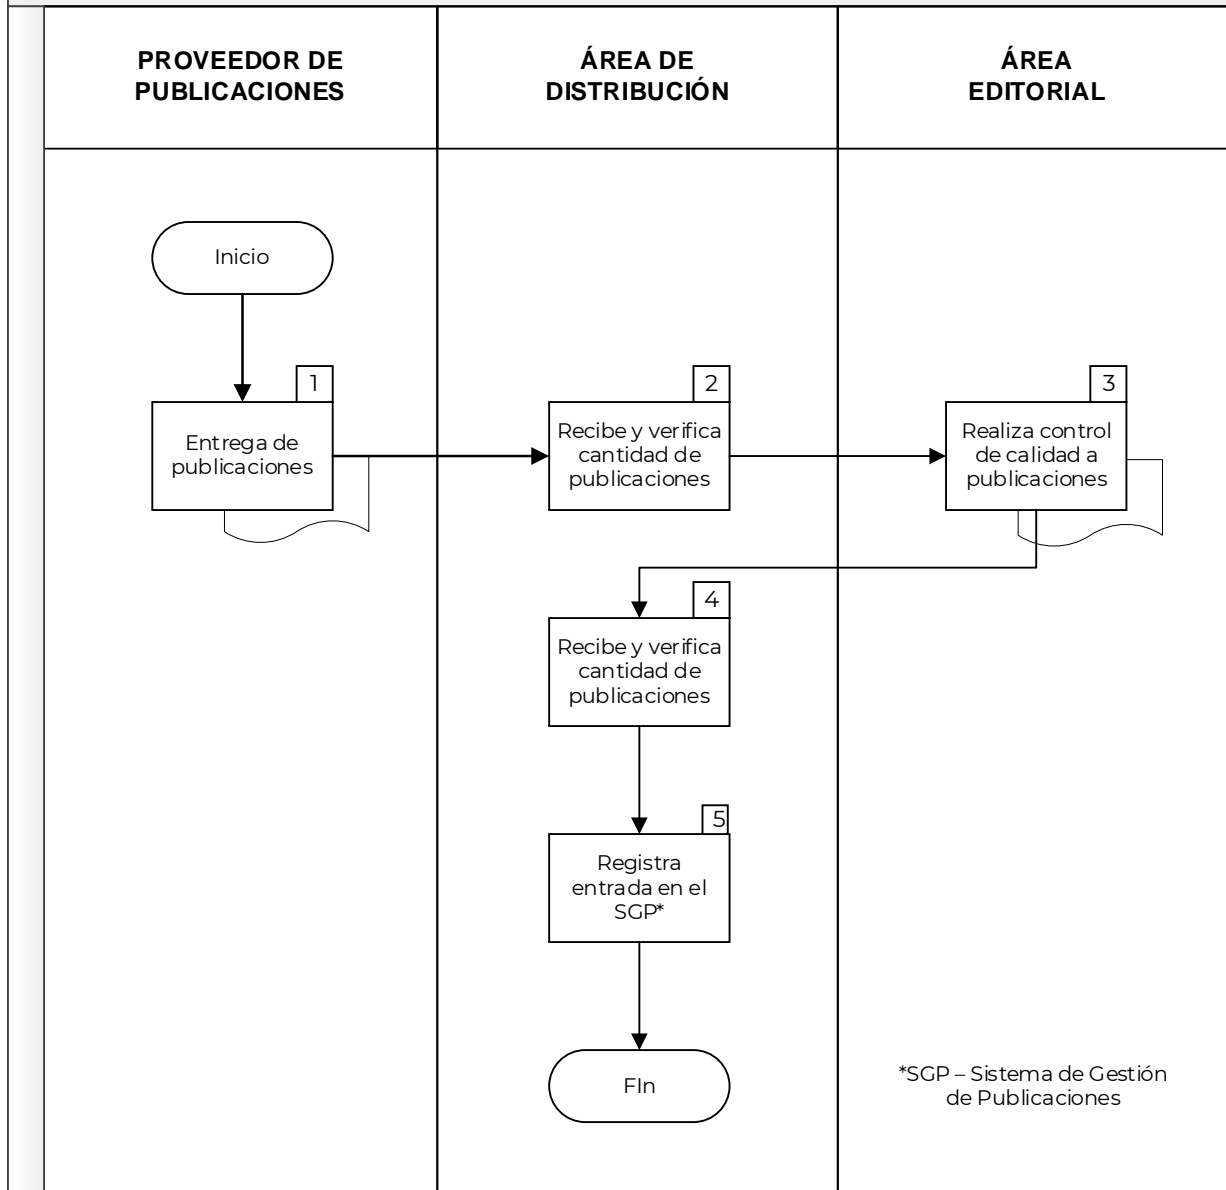 PROVEEDOR DE
PUBLICACIONES
ÁREA DE
DISTRIBUCIÓN
ÁREA
EDITORIAL
Inicio
1
Entrega de
publicaciones
2
Recibe y verifica
cantidad de
publicaciones
3
Realiza control
de calidad a
publicaciones
4
Recibe y verifica
cantidad de
publicaciones
5
Registra
entrada en el
SGP*
FIn
*SGP – Sistema de Gestión
de Publicaciones